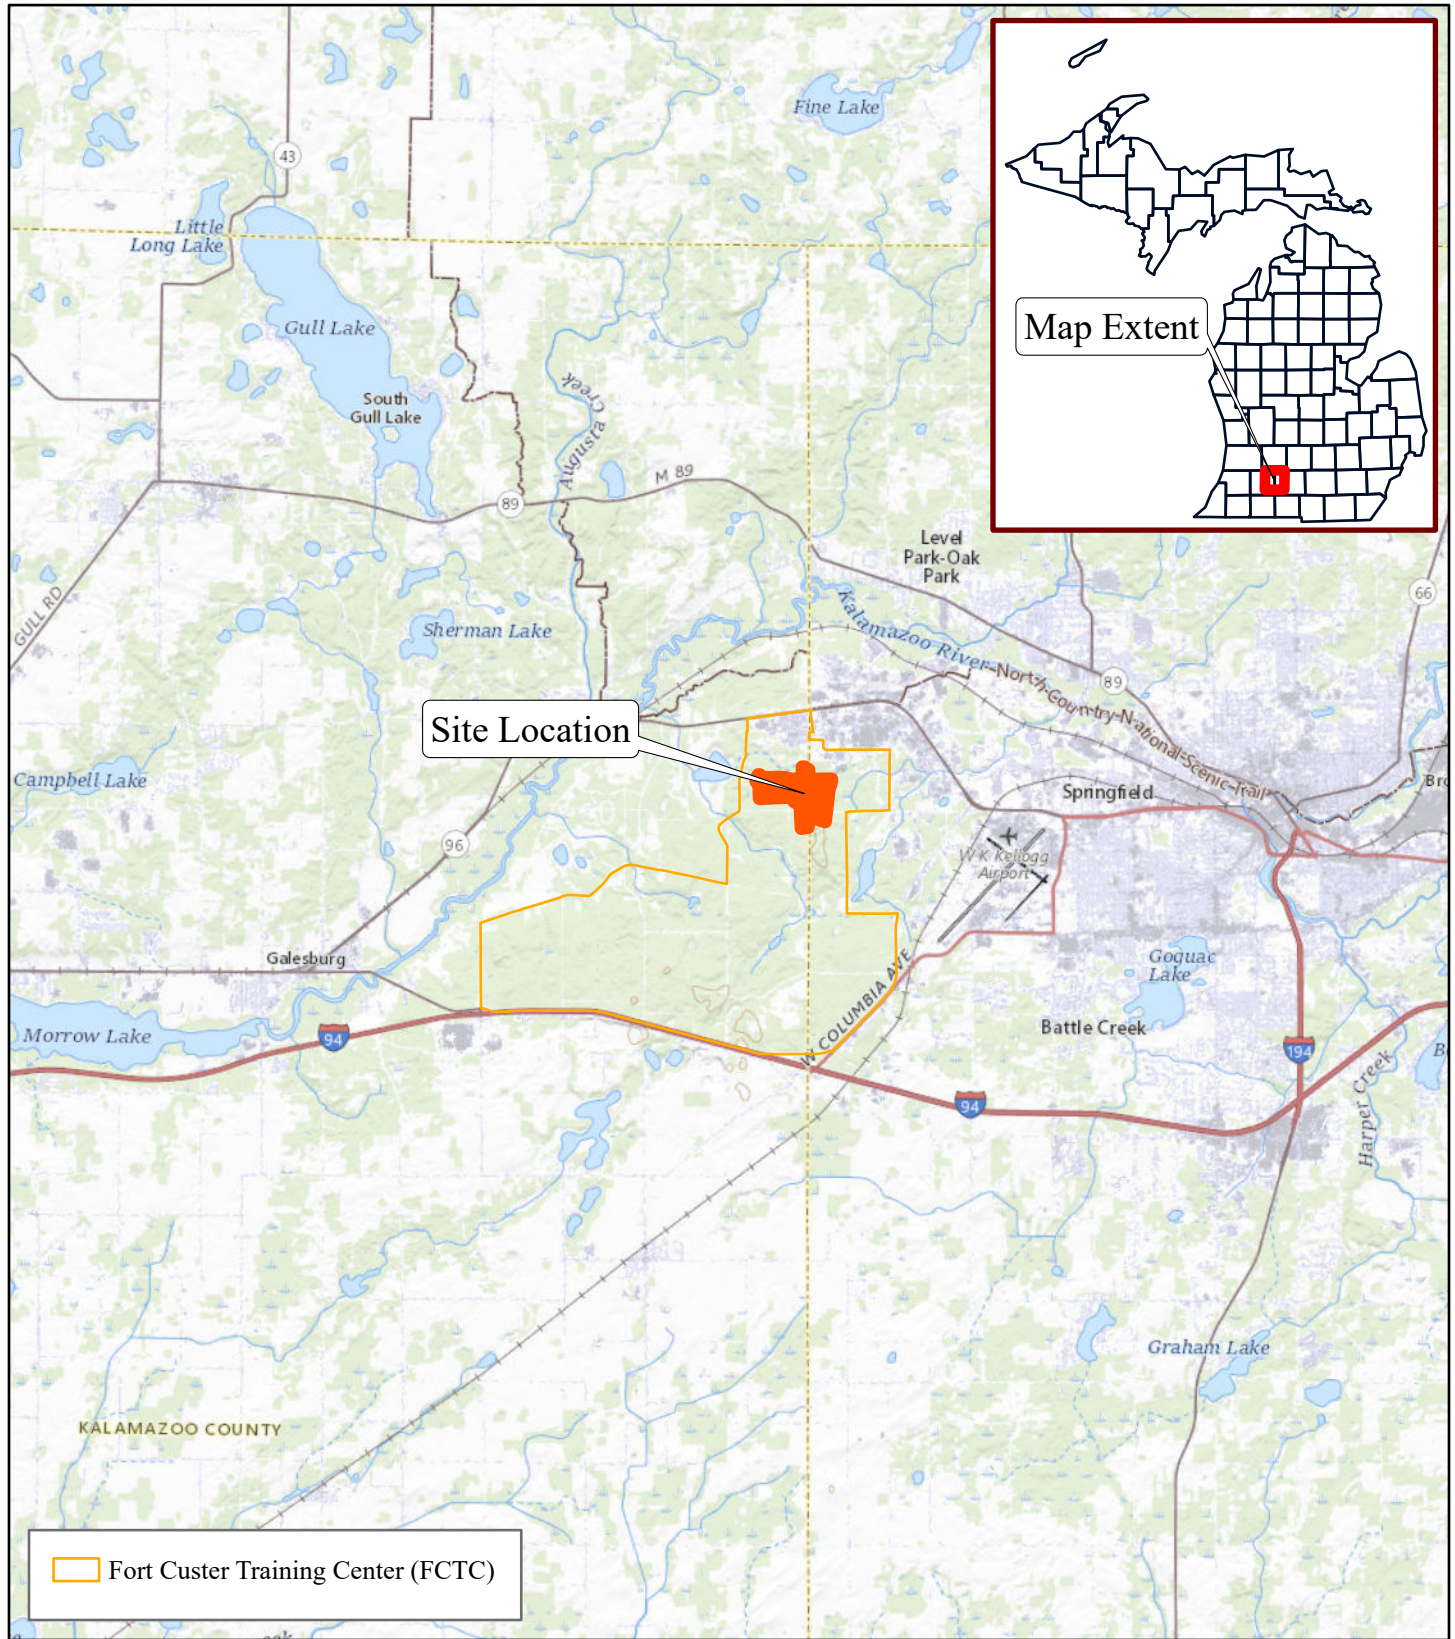 Fine Lake
43
Little
Long Lake
Gull Lake
Map Extent
South
Gull Lake
Augusta Creek
M 89
89
Level
Park-Oak
Park
66
GULL RD
Kalamazoo River
Sherman Lake
North Country National Scenic Trail
89
Site Location
Campbell Lake
Springfield
Bro
96
W K Kellogg
Airport
Galesburg
Goguac
Lake
W COLUMBIA AVE
Morrow Lake
94
Battle Creek
194
B
94
Harper Creek
Graham Lake
KALAMAZOO COUNTY
Fort Custer Training Center (FCTC)